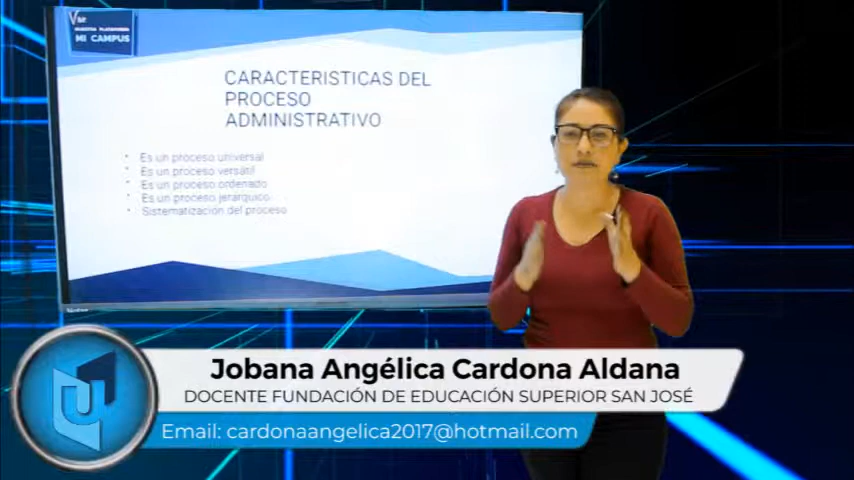 MI CAMPUS
CARACTERISTICAS DEL
PROCESO
ADMINISTRATIVO
• Es un proceso universal
• Es un proceso versátil
• Es un proceso ordenado
• Es un proceso jerárquico
• Sistematización del proceso
Jobana Angélica Cardona Aldana
DOCENTE FUNDACIÓN DE EDUCACIÓN SUPERIOR SAN JOSÉ
Email: cardonaangelica2017@hotmail.com